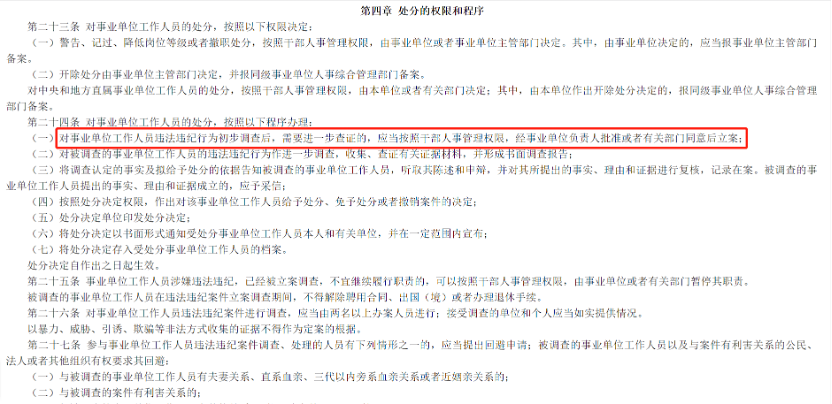 第四章 处分的权限和程序
第二十三条 对事业单位工作人员的处分，按照以下权限决定：
（一）警告、记过、降低岗位等级或者撤职处分，按照干部人事管理权限，由事业单位或者事业单位主管部门决定。其中，由事业单位决定的，应当报事业单位主管部门
备案。
（二）开除处分由事业单位主管部门决定，并报同级事业单位人事综合管理部门备案。
对中央和地方直属事业单位工作人员的处分，按照干部人事管理权限，由本单位或者有关部门决定；其中，由本单位作出开除处分决定的，报同级事业单位人事综合管理
部门备案。
第二十四条 对事业单位工作人员的处分，按照以下程序办理：
（一）对事业单位工作人员违法违纪行为初步调查后，需要进一步查证的，应当按照干部人事管理权限，经事业单位负责人批准或者有关部门同意后立案；
（二）对被调查的事业单位工作人员的违法违纪行为作进一步调查，收集、查证有关证据材料，并形成书面调查报告；
（三）将调查认定的事实及拟给予处分的依据告知被调查的事业单位工作人员，听取其陈述和申辩，并对其所提出的事实、理由和证据进行复核，记录在案。被调查的事
业单位工作人员提出的事实、理由和证据成立的，应予采信；
（四）按照处分决定权限，作出对该事业单位工作人员给予处分、免予处分或者撤销案件的决定；
（五）处分决定单位印发处分决定；
（六）将处分决定以书面形式通知受处分事业单位工作人员本人和有关单位，并在一定范围内宣布；
（七）将处分决定存入受处分事业单位工作人员的档案。
处分决定自作出之日起生效。
第二十五条 事业单位工作人员涉嫌违法违纪，已经被立案调查，不宜继续履行职责的，可以按照干部人事管理权限，由事业单位或者有关部门暂停其职责。
被调查的事业单位工作人员在违法违纪案件立案调查期间，不得解除聘用合同、出国（境）或者办理退休手续。
第二十六条 对事业单位工作人员违法违纪案件进行调查，应当由两名以上办案人员进行；接受调查的单位和个人应当如实提供情况。
以暴力、威胁、引诱、欺骗等非法方式收集的证据不得作为定案的根据。
第二十七条 参与事业单位工作人员违法违纪案件调查、处理的人员有下列情形之一的，应当提出回避申请；被调查的事业单位工作人员以及与案件有利害关系的公民、
法人或者其他组织有权要求其回避：
（一）与被调查的事业单位工作人员有夫妻关系、直系血亲、三代以内旁系血亲关系或者近姻亲关系的；
（二）与被调查的案件有利害关系的；